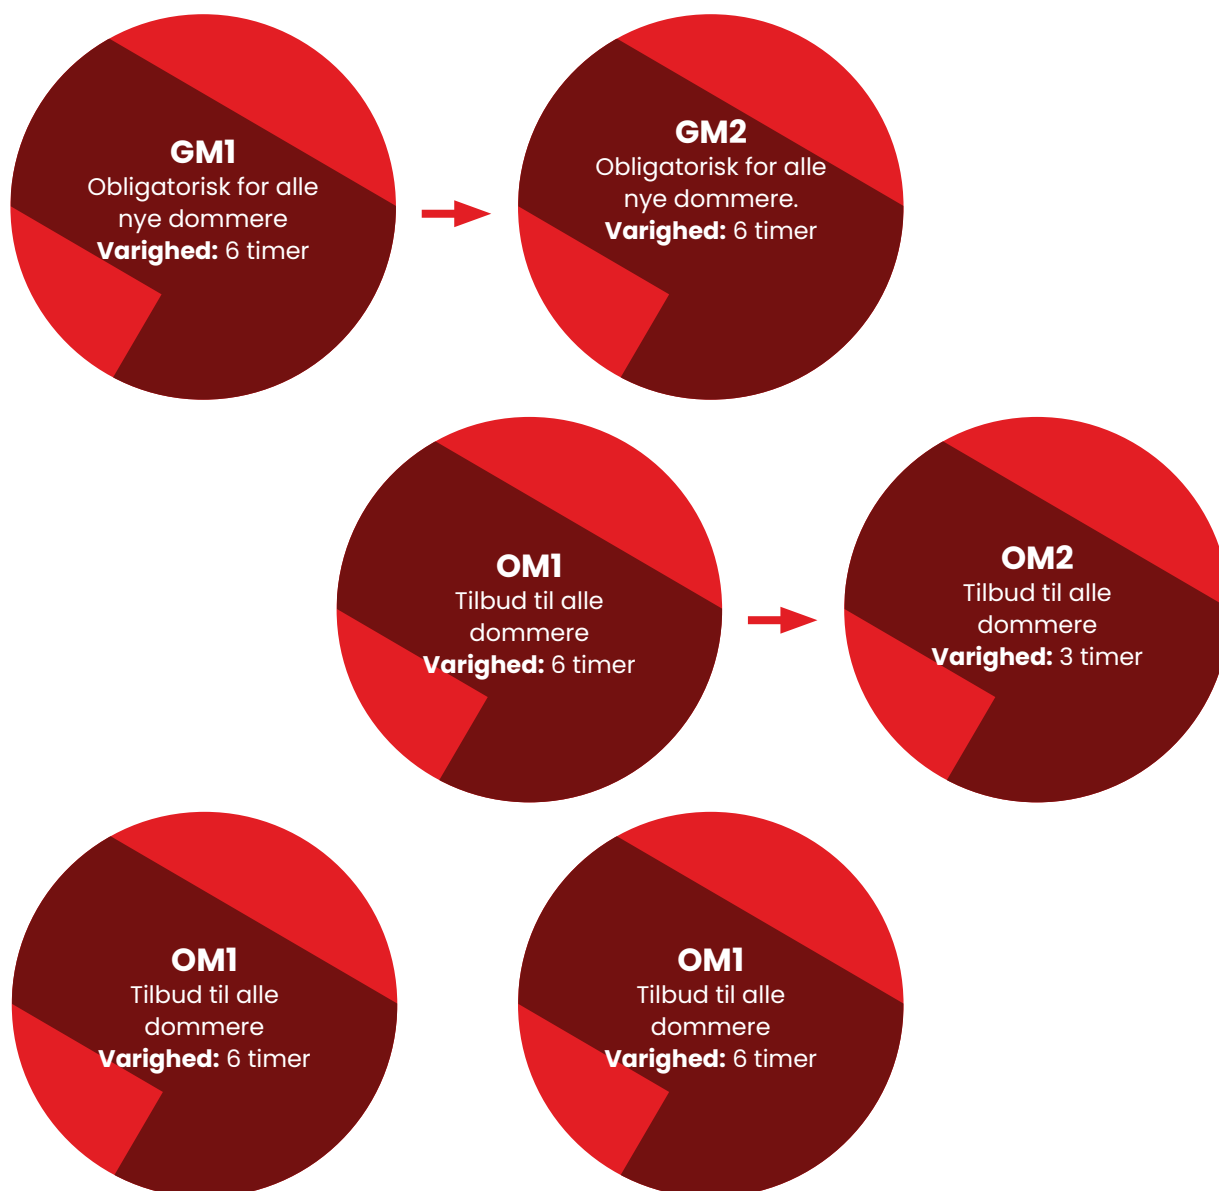 GM1
Obligatorisk for alle
nye dommere
Varighed: 6 timer
GM2
Obligatorisk for alle
nye dommere.
Varighed: 6 timer
OM1
Tilbud til alle
dommere
Varighed: 6 timer
OM2
Tilbud til alle
dommere
Varighed: 3 timer
OM1
Tilbud til alle
dommere
Varighed: 6 timer
OM1
Tilbud til alle
dommere
Varighed: 6 timer